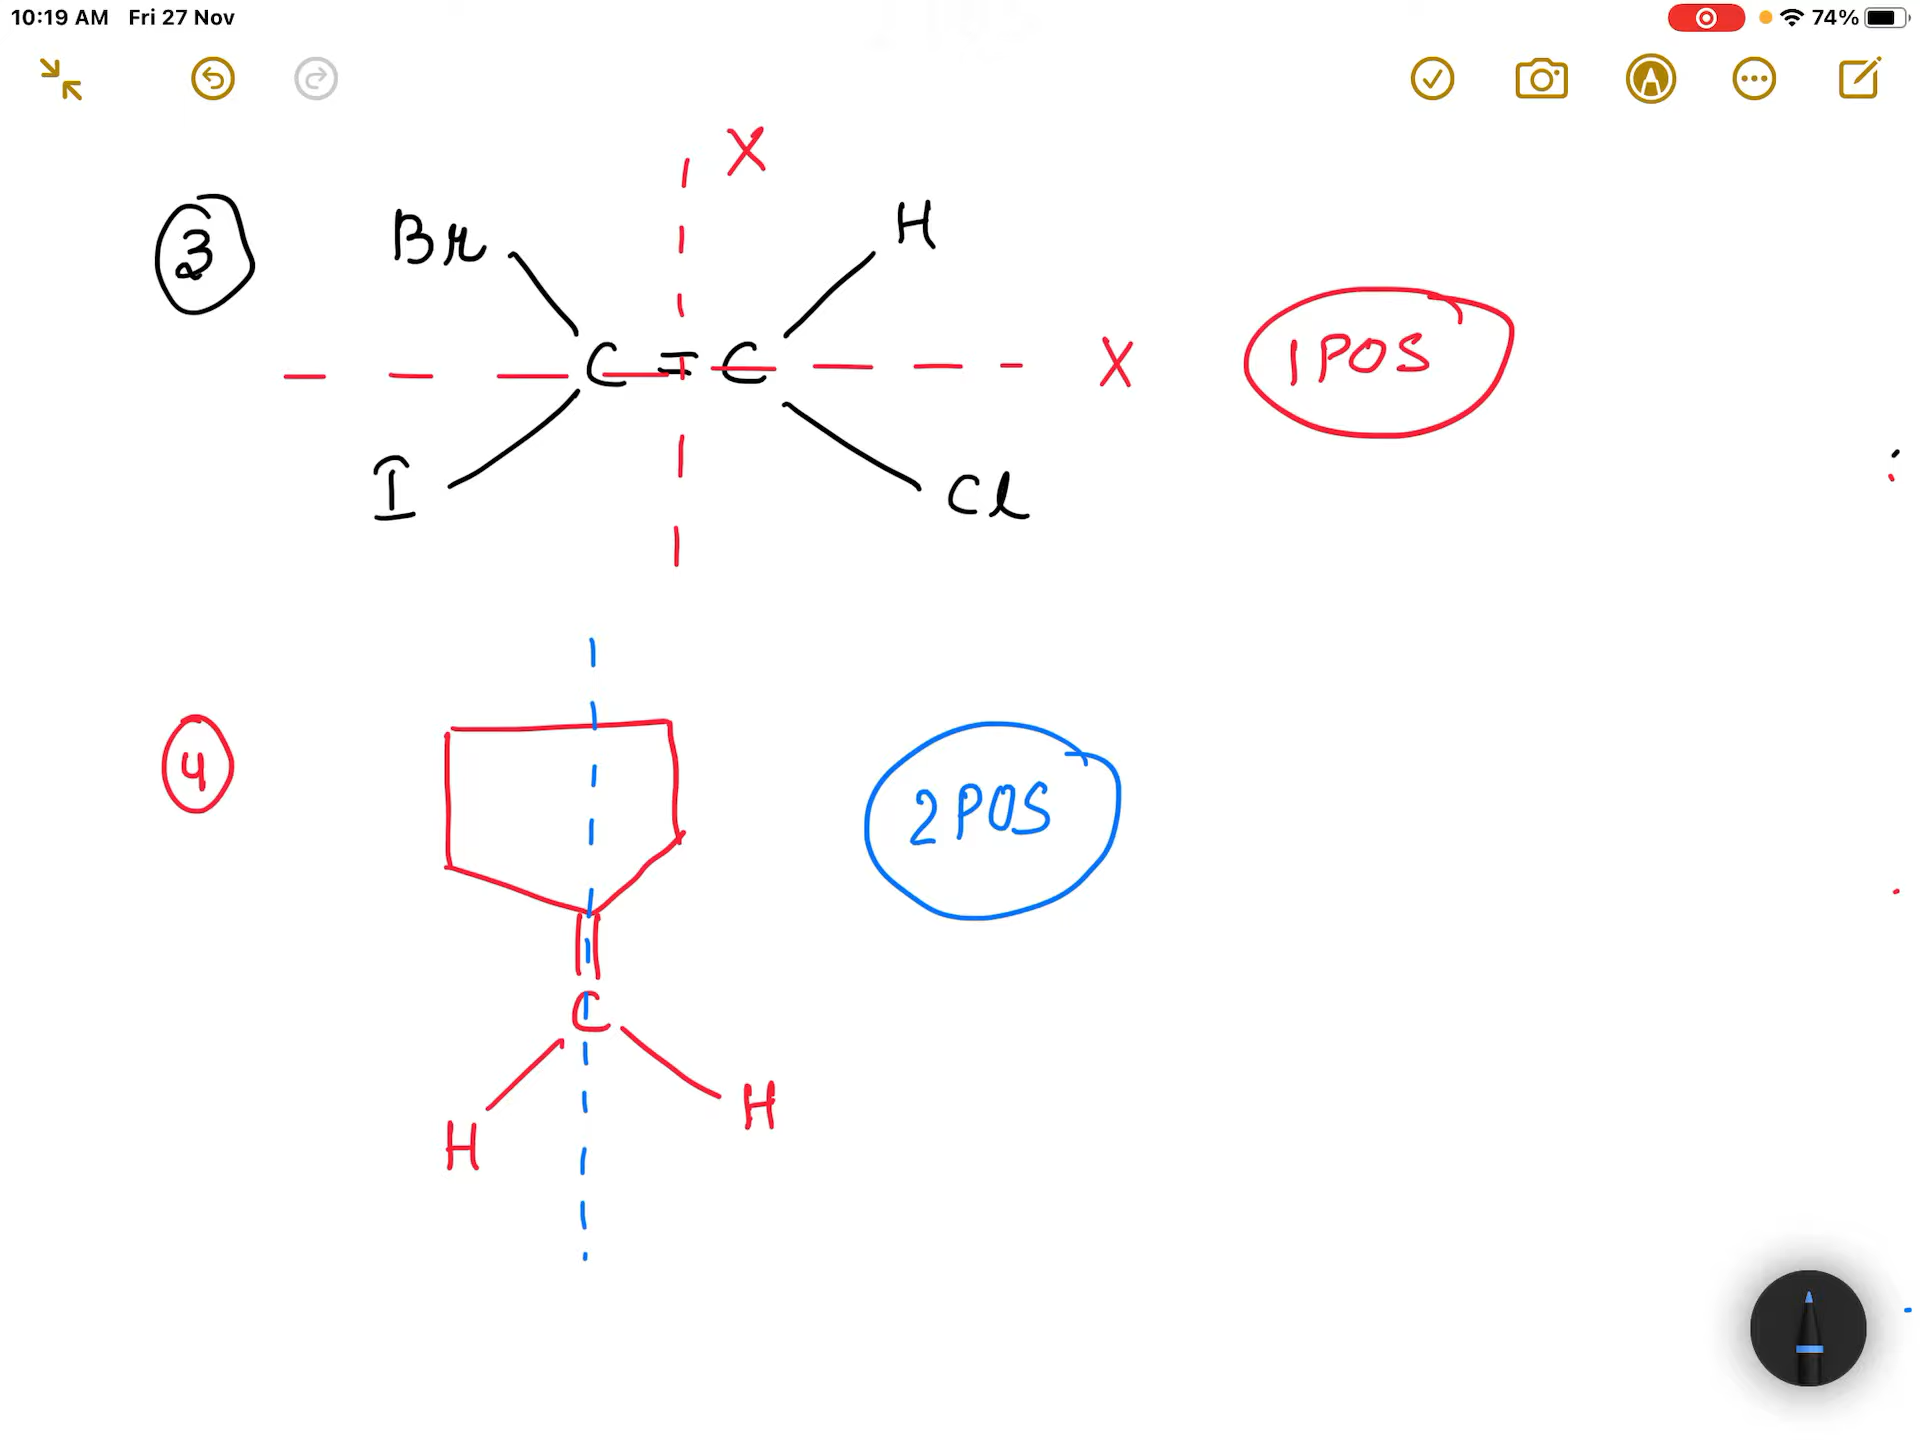 10:19 AM Fri 27 Nov 74%
X
3
Br H
C = C X 1 POS
I Cl
4 2 POS
C
H H